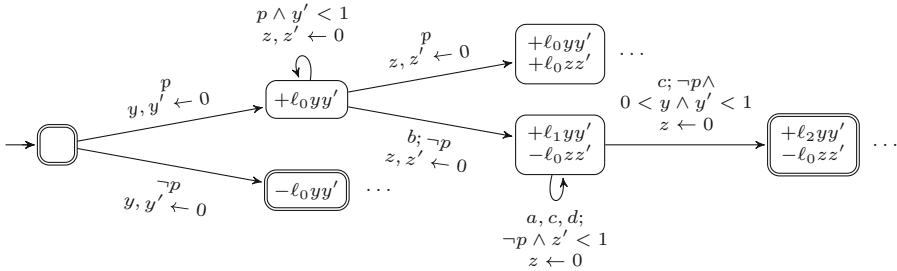 p ∧ y′ < 1
z, z′ ← 0
p
y, y′ ← 0
+ℓ₀yy′
p
z, z′ ← 0
+ℓ₀yy′
+ℓ₀zz′
...
b; ¬p
z, z′ ← 0
+ℓ₁yy′
−ℓ₀zz′
c; ¬p∧
0 < y ∧ y′ < 1
z ← 0
+ℓ₂yy′
−ℓ₀zz′
...
¬p
y, y′ ← 0
−ℓ₀yy′
...
a, c, d;
¬p ∧ z′ < 1
z ← 0